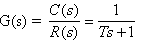 G(s) = C(s)/R(s) = 1/(Ts+1)